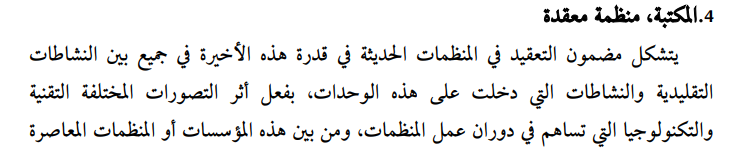 4.المكتبة، منظمة معقدة
يتشكل مضمون التعقيد في المنظمات الحديثة في قدرة هذه الأخيرة في جميع بين النشاطات
التقليدية والنشاطات التي دخلت على هذه الوحدات، بفعل أثر التصورات المختلفة التقنية
والتكنولوجيا التي تساهم في دوران عمل المنظمات، ومن بين هذه المؤسسات أو المنظمات المعاصرة